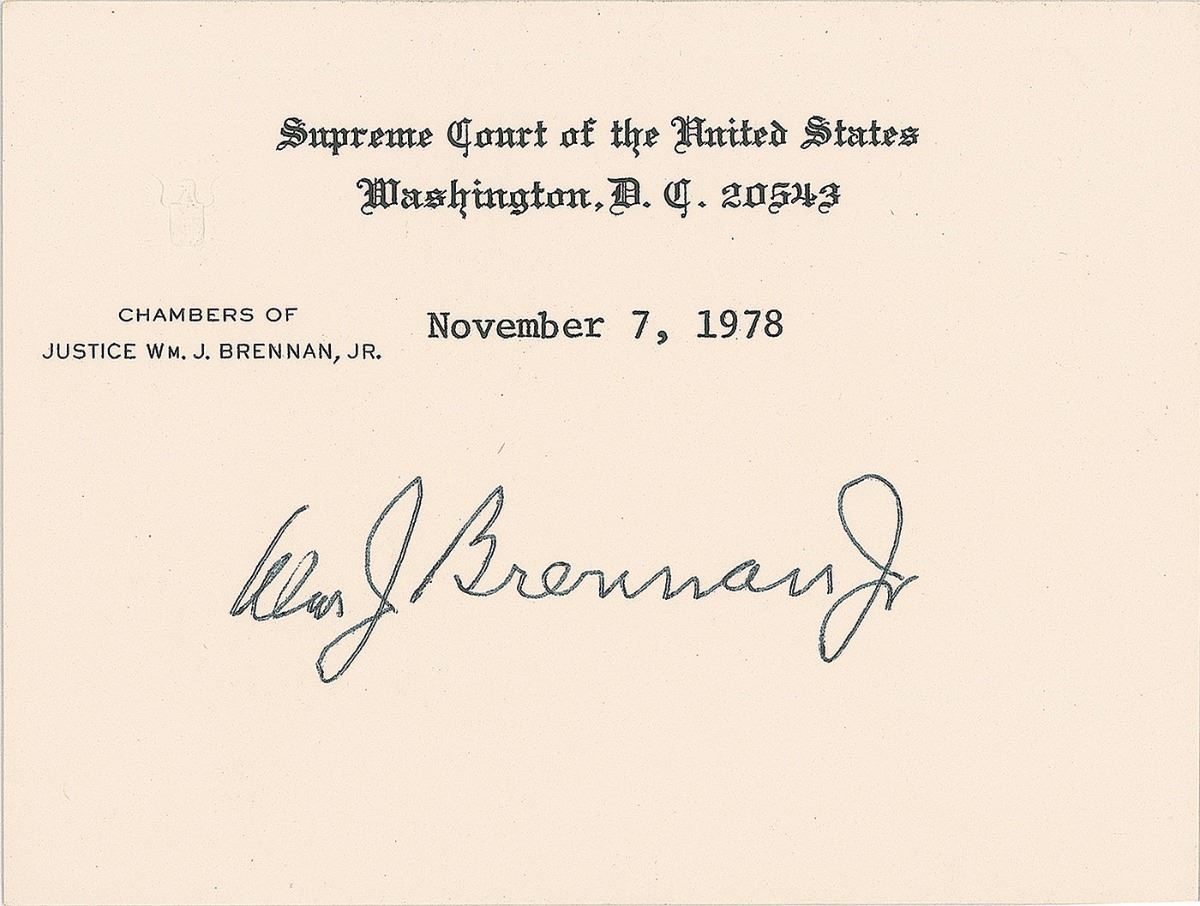 Supreme Court of the United States
Washington, D. C. 20543
CHAMBERS OF
JUSTICE WM. J. BRENNAN, JR.
November 7, 1978
Wm J Brennan Jr